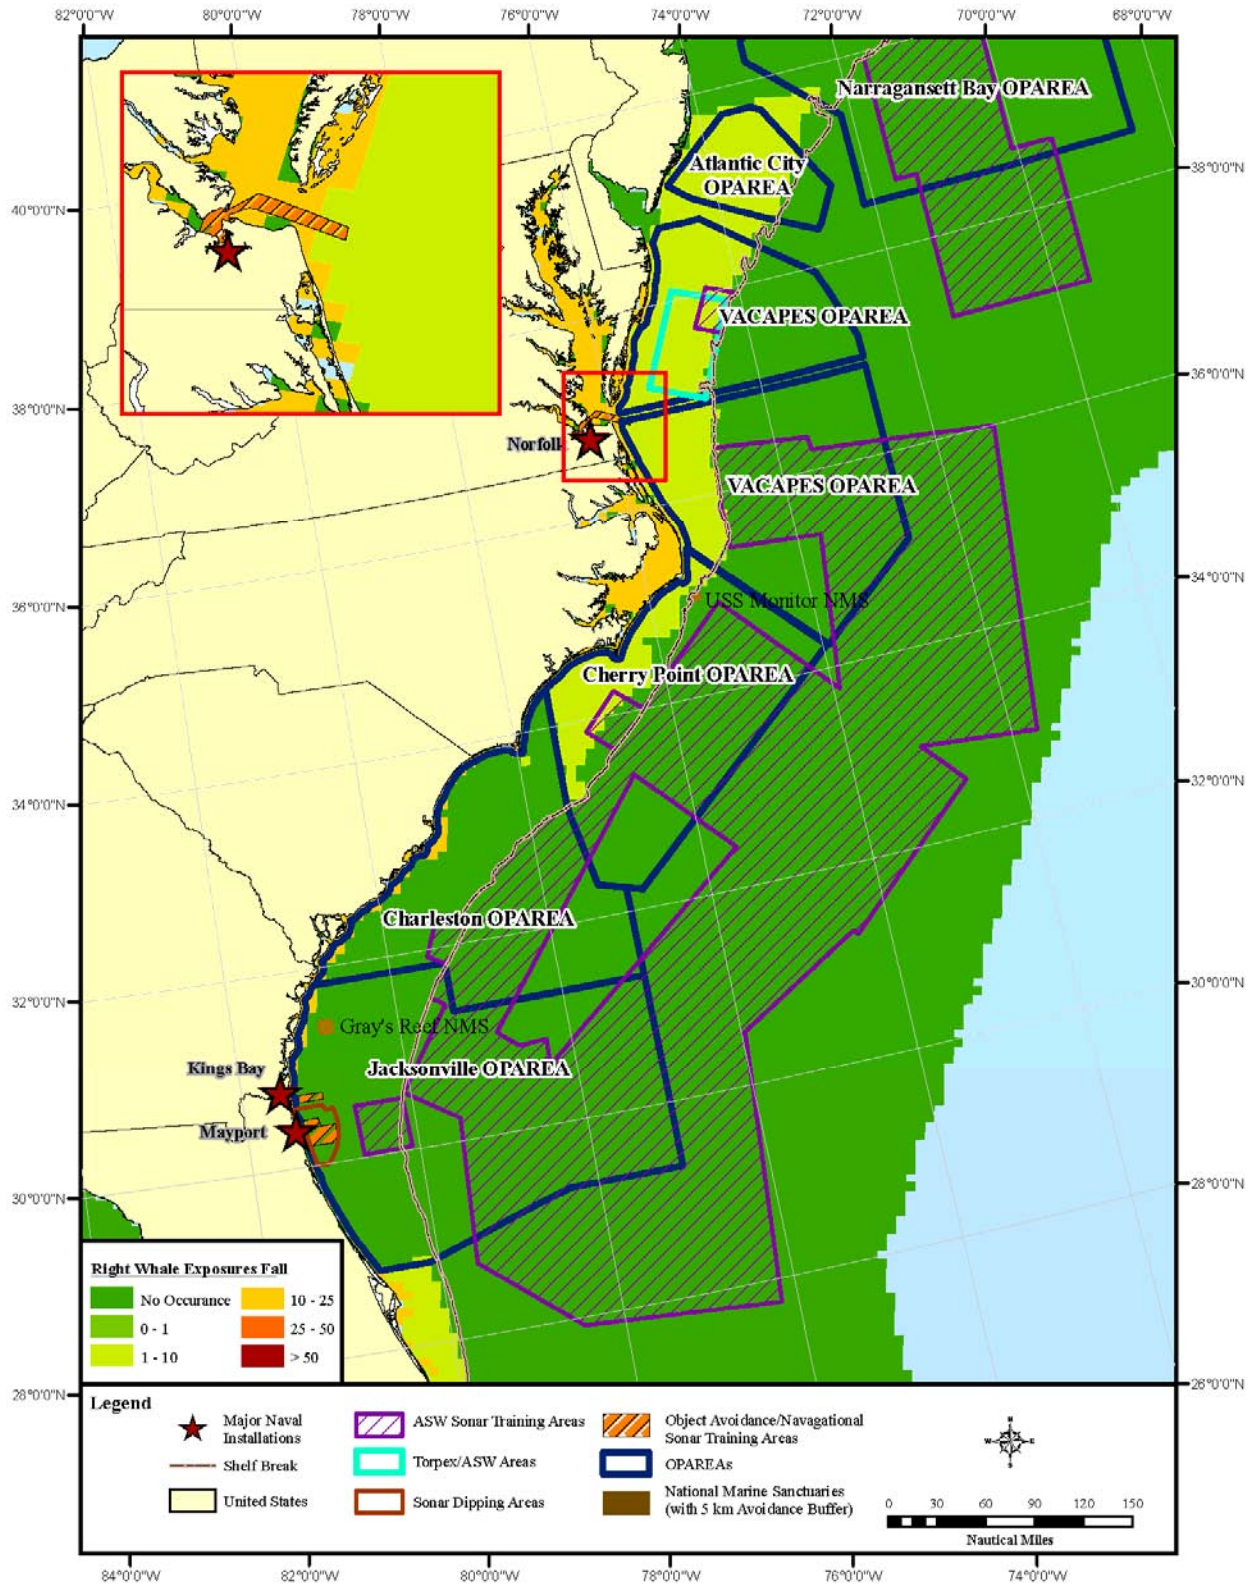 82°0'0"W 80°0'0"W 78°0'0"W 76°0'0"W 74°0'0"W 72°0'0"W 70°0'0"W 68°0'0"W
Narragansett Bay OPAREA
Atlantic City
OPAREA
38°0'0"N
40°0'0"N
VACAPES OPAREA
36°0'0"N
38°0'0"N
Norfolk
VACAPES OPAREA
34°0'0"N
USS Monitor NMS
36°0'0"N
Cherry Point OPAREA
32°0'0"N
34°0'0"N
Charleston OPAREA
30°0'0"N
32°0'0"N
Gray's Reef NMS
Kings Bay
Jacksonville OPAREA
Mayport
28°0'0"N
30°0'0"N
Right Whale Exposures Fall
No Occurance 10 - 25
0 - 1 25 - 50
1 - 10 > 50
26°0'0"N
28°0'0"N
Legend
Major Naval
Installations
Shelf Break
United States
ASW Sonar Training Areas
Torpex/ASW Areas
Sonar Dipping Areas
Object Avoidance/Navagational
Sonar Training Areas
OPAREAs
National Marine Sanctuaries
(with 5 km Avoidance Buffer)
N
W E
S
0 30 60 90 120 150
Nautical Miles
84°0'0"W 82°0'0"W 80°0'0"W 78°0'0"W 76°0'0"W 74°0'0"W